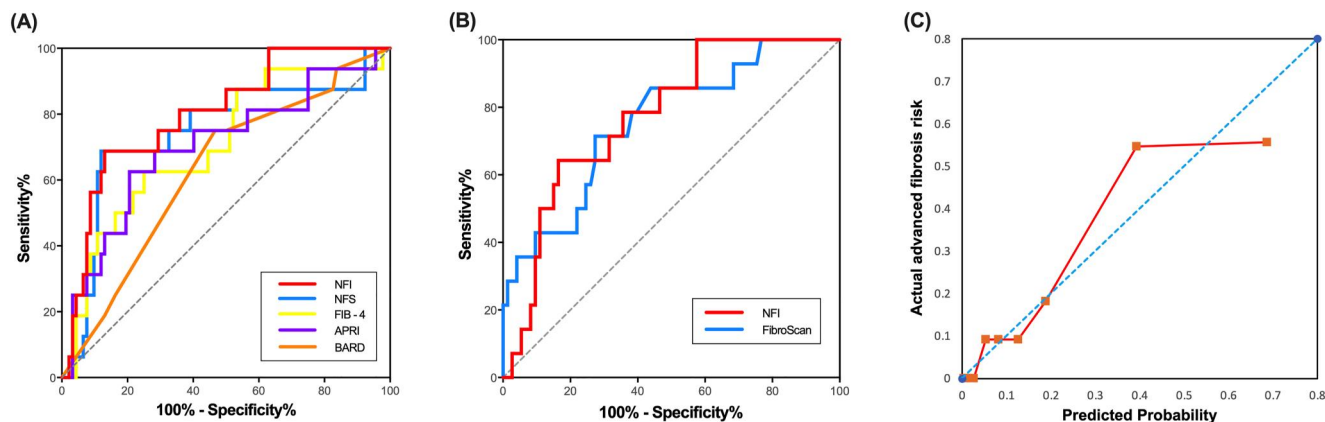 (A)
Sensitivity%
100
80
60
40
20
0
0 20 40 60 80 100
100% - Specificity%
NFI
NFS
FIB - 4
APRI
BARD
(B)
Sensitivity%
100
80
60
40
20
0
0 20 40 60 80 100
100% - Specificity%
NFI
FibroScan
(C)
Actual advanced fibrosis risk
0.8
0.7
0.6
0.5
0.4
0.3
0.2
0.1
0
0 0.1 0.2 0.3 0.4 0.5 0.6 0.7 0.8
Predicted Probability